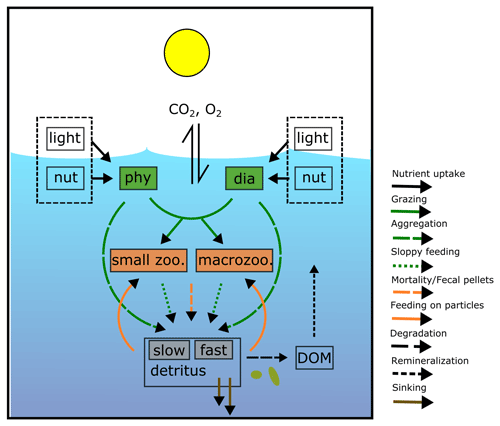 CO2, O2
light
light
nut
phy
dia
nut
small zoo.
macrozoo.
slow
fast
detritus
DOM
Nutrient uptake
Grazing
Aggregation
Sloppy feeding
Mortality/Fecal pellets
Feeding on particles
Degradation
Remineralization
Sinking